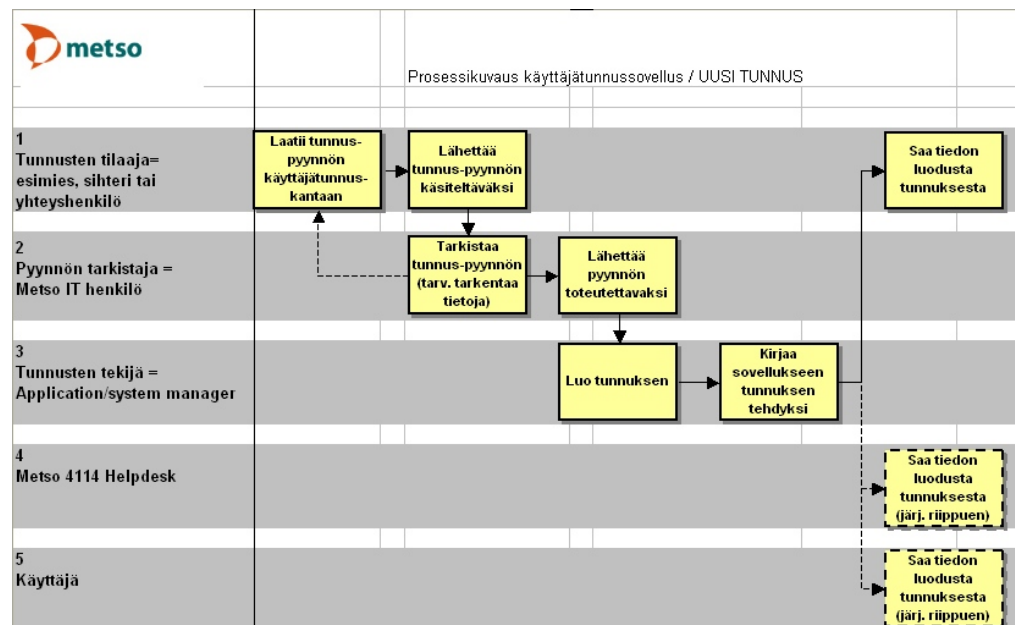 metso
Prosessikuvaus käyttäjätunnussovellus / UUSI TUNNUS
1
Tunnusten tilaaja=
esimies, sihteri tai
yhteyshenkilö
Laatii tunnus-
pyynnön
käyttäjätunnus-
kantaan
Lähettää
tunnus-pyynnön
käsiteltäväksi
Saa tiedon
luodusta
tunnuksesta
2
Pyynnön tarkistaja =
Metso IT henkilö
Tarkistaa
tunnus-pyynnön
(tarv. tarkentaa
tietoja)
Lähettää
pyynnön
toteutettavaksi
3
Tunnusten tekijä =
Application/system manager
Luo tunnuksen
Kirjaa
sovellukseen
tunnuksen
tehdyksi
4
Metso 4114 Helpdesk
Saa tiedon
luodusta
tunnuksesta
(järj. riippuen)
5
Käyttäjä
Saa tiedon
luodusta
tunnuksesta
(järj. riippuen)